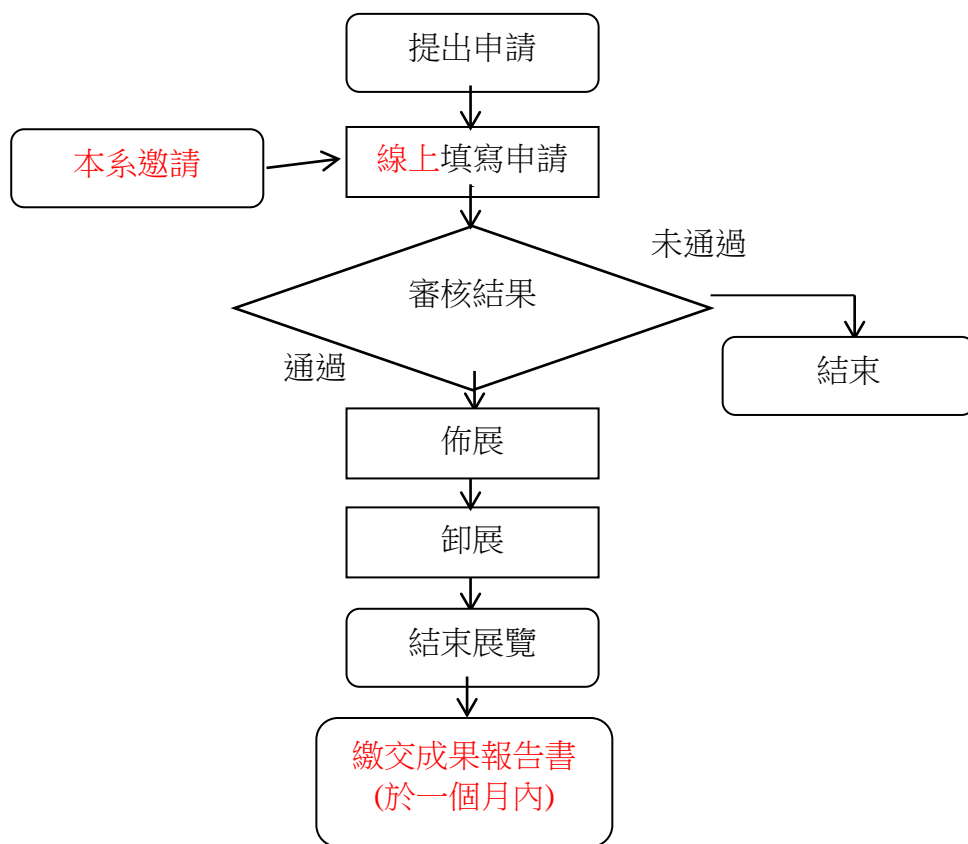 提出申請
本系邀請
線上填寫申請
未通過
審核結果
通過
結束
佈展
卸展
結束展覽
繳交成果報告書
(於一個月內)